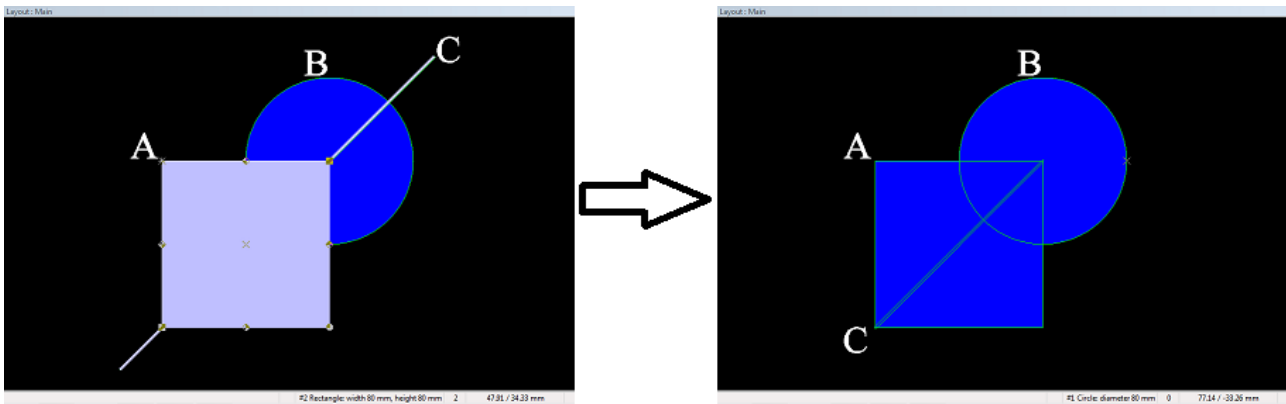 Layout : Main
C
B
A
#2 Rectangle: width 80 mm, height 80 mm 2 47.91 / 34.33 mm
Layout : Main
B
A
C
#1 Circle: diameter 80 mm 0 77.14 / -33.26 mm